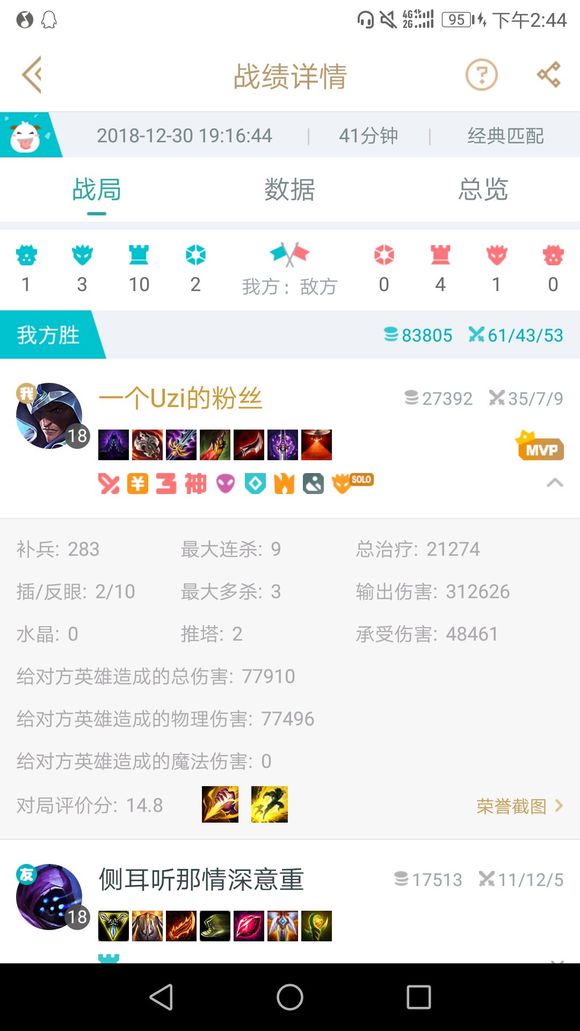 4G 2G 95 下午2:44
战绩详情 ?
2018-12-30 19:16:44 | 41分钟 | 经典匹配
战局 数据 总览
1 3 10 2 我方：敌方 0 4 1 0
我方胜 83805 61/43/53
我 一个Uzi的粉丝 27392 35/7/9
18 MVP
¥ 神 SOLO
补兵: 283 最大连杀: 9 总治疗: 21274
插/反眼: 2/10 最大多杀: 3 输出伤害: 312626
水晶: 0 推塔: 2 承受伤害: 48461
给对方英雄造成的总伤害: 77910
给对方英雄造成的物理伤害: 77496
给对方英雄造成的魔法伤害: 0
对局评价分: 14.8 荣誉截图
友 侧耳听那情深意重 17513 11/12/5
18